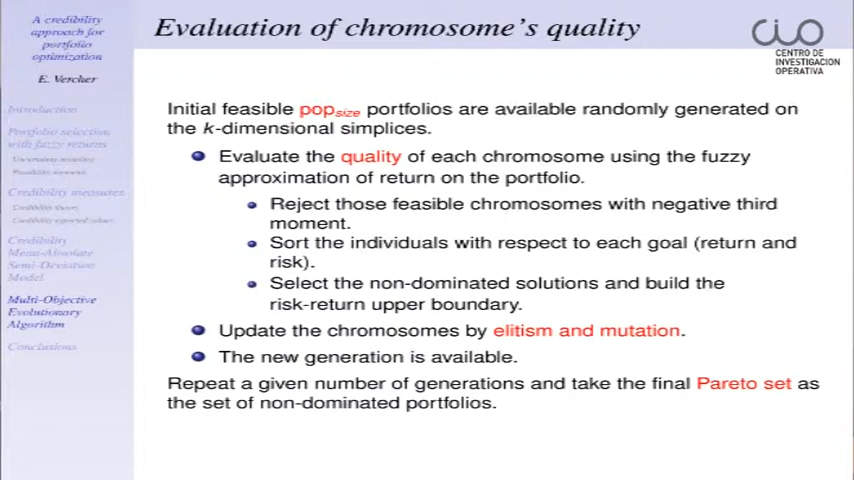 A credibility
approach for
portfolio
optimization
E. Vercher
Introduction
Portfolio selection
with fuzzy returns
Uncertainty modeling
Possibility moments
Credibility measures
Credibility theory
Credibility expected values
Credibility
Mean-Absolute
Semi-Deviation
Model
Multi-Objective
Evolutionary
Algorithm
Conclusions
Evaluation of chromosome's quality
CIO
CENTRO DE
INVESTIGACION
OPERATIVA
Initial feasible popsize portfolios are available randomly generated on
the k-dimensional simplices.
Evaluate the quality of each chromosome using the fuzzy
approximation of return on the portfolio.
Reject those feasible chromosomes with negative third
moment.
Sort the individuals with respect to each goal (return and
risk).
Select the non-dominated solutions and build the
risk-return upper boundary.
Update the chromosomes by elitism and mutation.
The new generation is available.
Repeat a given number of generations and take the final Pareto set as
the set of non-dominated portfolios.